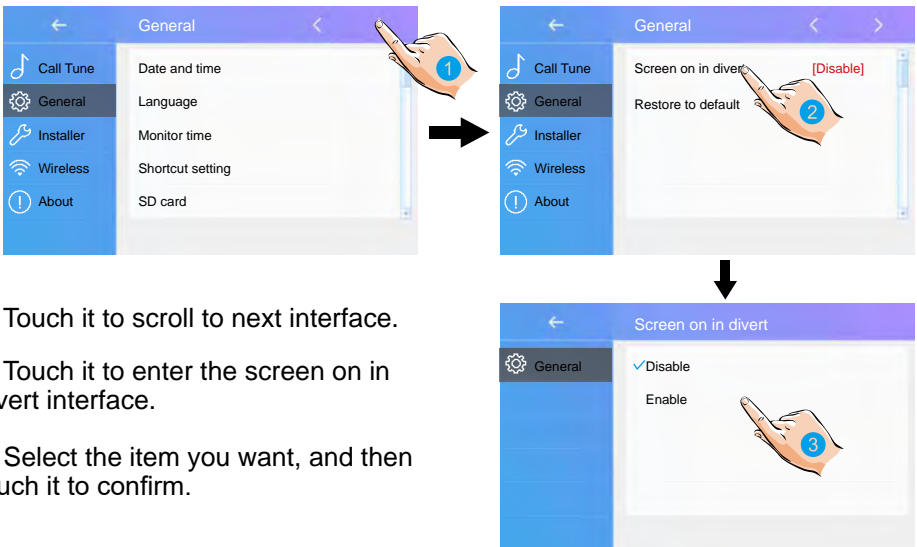 General
Call Tune
General
Installer
Wireless
About
Date and time
Language
Monitor time
Shortcut setting
SD card
1
General
Call Tune
General
Installer
Wireless
About
Screen on in diver [Disable]
Restore to default
2
Touch it to scroll to next interface.
Touch it to enter the screen on in
vert interface.
Select the item you want, and then
uch it to confirm.
Screen on in divert
General
Disable
Enable
3